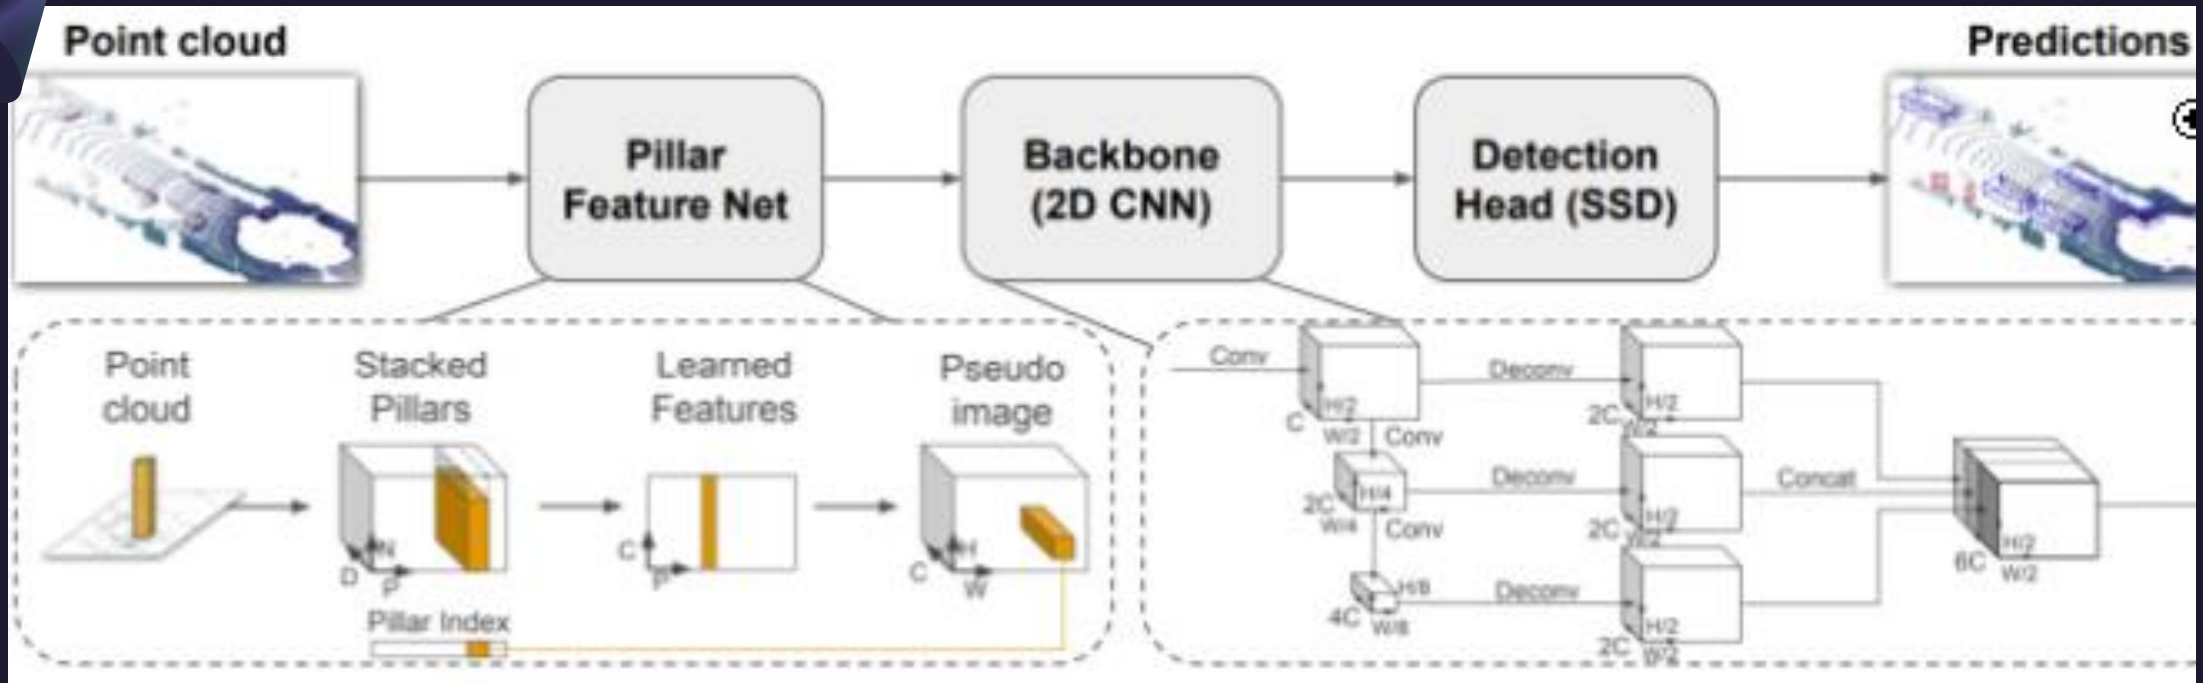 Point cloud
Predictions
Pillar
Feature Net
Backbone
(2D CNN)
Detection
Head (SSD)
Point
cloud
Stacked
Pillars
Learned
Features
Pseudo
image
N
D
P
C
P
H
C
W
Pillar Index
Conv
H/2
C
W/2
Conv
2C
H/4
W/4
Conv
H/8
4C
W/8
Deconv
H/2
2C
W/2
Deconv
H/2
2C
W/2
Deconv
H/2
2C
W/2
Concat
H/2
6C
W/2